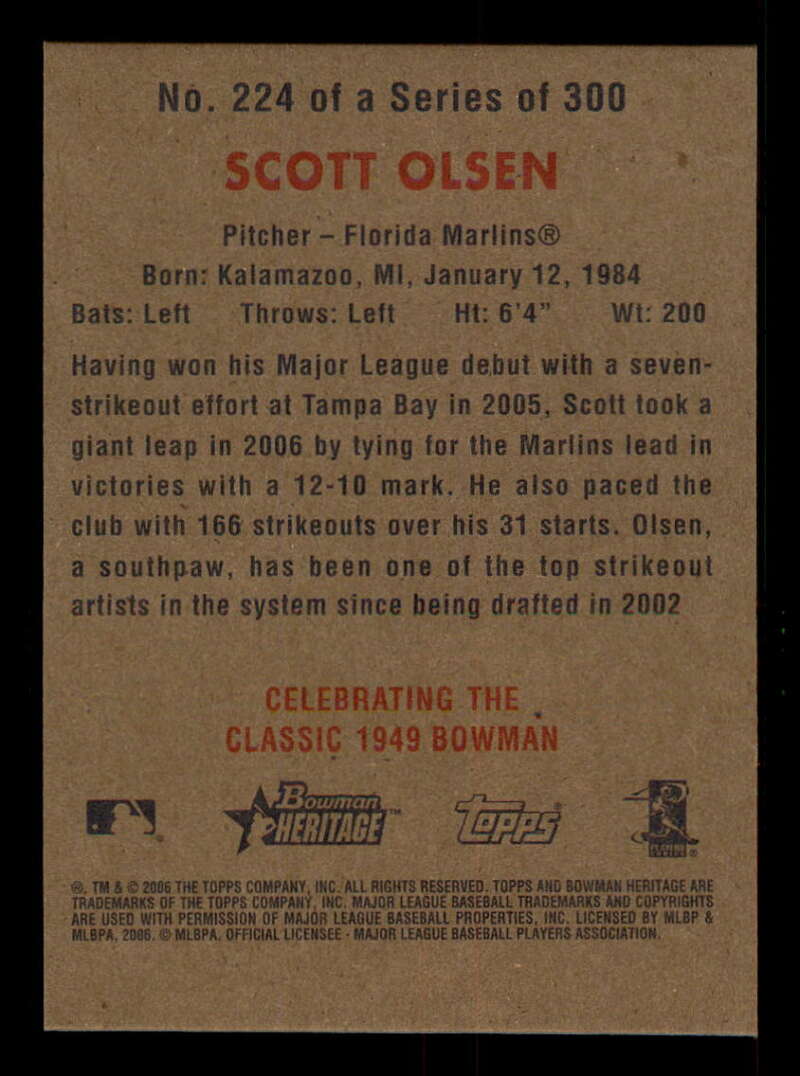 No. 224 of a Series of 300
SCOTT OLSEN
Pitcher – Florida Marlins®
Born: Kalamazoo, MI, January 12, 1984
Bats: Left Throws: Left Ht: 6'4" Wt: 200
Having won his Major League debut with a seven-
strikeout effort at Tampa Bay in 2005, Scott took a
giant leap in 2006 by tying for the Marlins lead in
victories with a 12-10 mark. He also paced the
club with 166 strikeouts over his 31 starts. Olsen,
a southpaw, has been one of the top strikeout
artists in the system since being drafted in 2002
CELEBRATING THE
CLASSIC 1949 BOWMAN
Bowman
HERITAGE™
Topps®
®, TM & © 2006 THE TOPPS COMPANY, INC. ALL RIGHTS RESERVED. TOPPS AND BOWMAN HERITAGE ARE
TRADEMARKS OF THE TOPPS COMPANY, INC. MAJOR LEAGUE BASEBALL TRADEMARKS AND COPYRIGHTS
ARE USED WITH PERMISSION OF MAJOR LEAGUE BASEBALL PROPERTIES, INC. LICENSED BY MLBP &
MLBPA, 2006. © MLBPA. OFFICIAL LICENSEE - MAJOR LEAGUE BASEBALL PLAYERS ASSOCIATION.